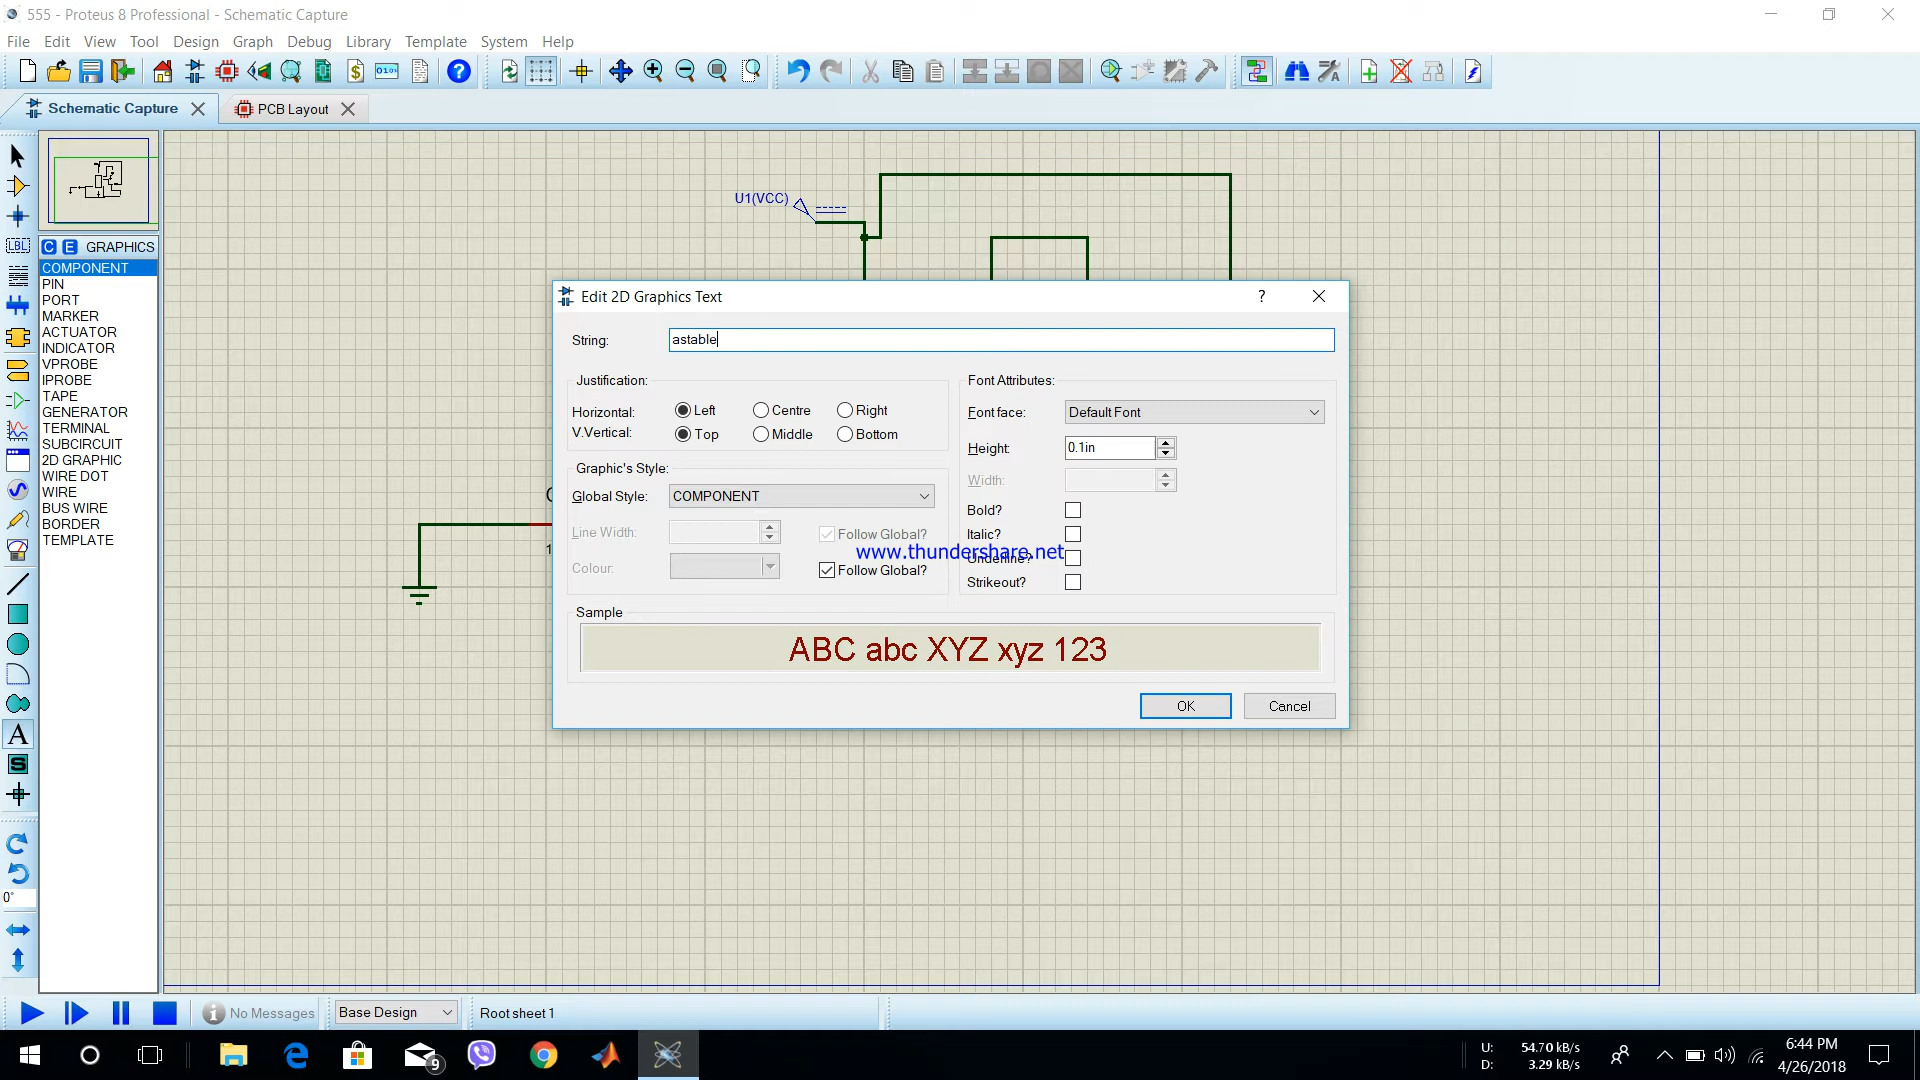 555 - Proteus 8 Professional - Schematic Capture
File Edit View Tool Design Graph Debug Library Template System Help
Schematic Capture PCB Layout
C E GRAPHICS
COMPONENT
PIN
PORT
MARKER
ACTUATOR
INDICATOR
VPROBE
IPROBE
TAPE
GENERATOR
TERMINAL
SUBCIRCUIT
2D GRAPHIC
WIRE DOT
WIRE
BUS WIRE
BORDER
TEMPLATE
LBL
A
S
0°
U1(VCC)
Edit 2D Graphics Text ?
String: astable
Justification:
Horizontal: Left Centre Right
V.Vertical: Top Middle Bottom
Graphic's Style:
Global Style: COMPONENT
Line Width: Follow Global?
Colour: Follow Global?
Font Attributes:
Font face: Default Font
Height: 0.1in
Width:
Bold?
Italic?
Underline?
Strikeout?
www.thundershare.net
Sample
ABC abc XYZ xyz 123
OK Cancel
No Messages Base Design Root sheet 1
9
U: 54.70 kB/s
D: 3.29 kB/s
6:44 PM
4/26/2018